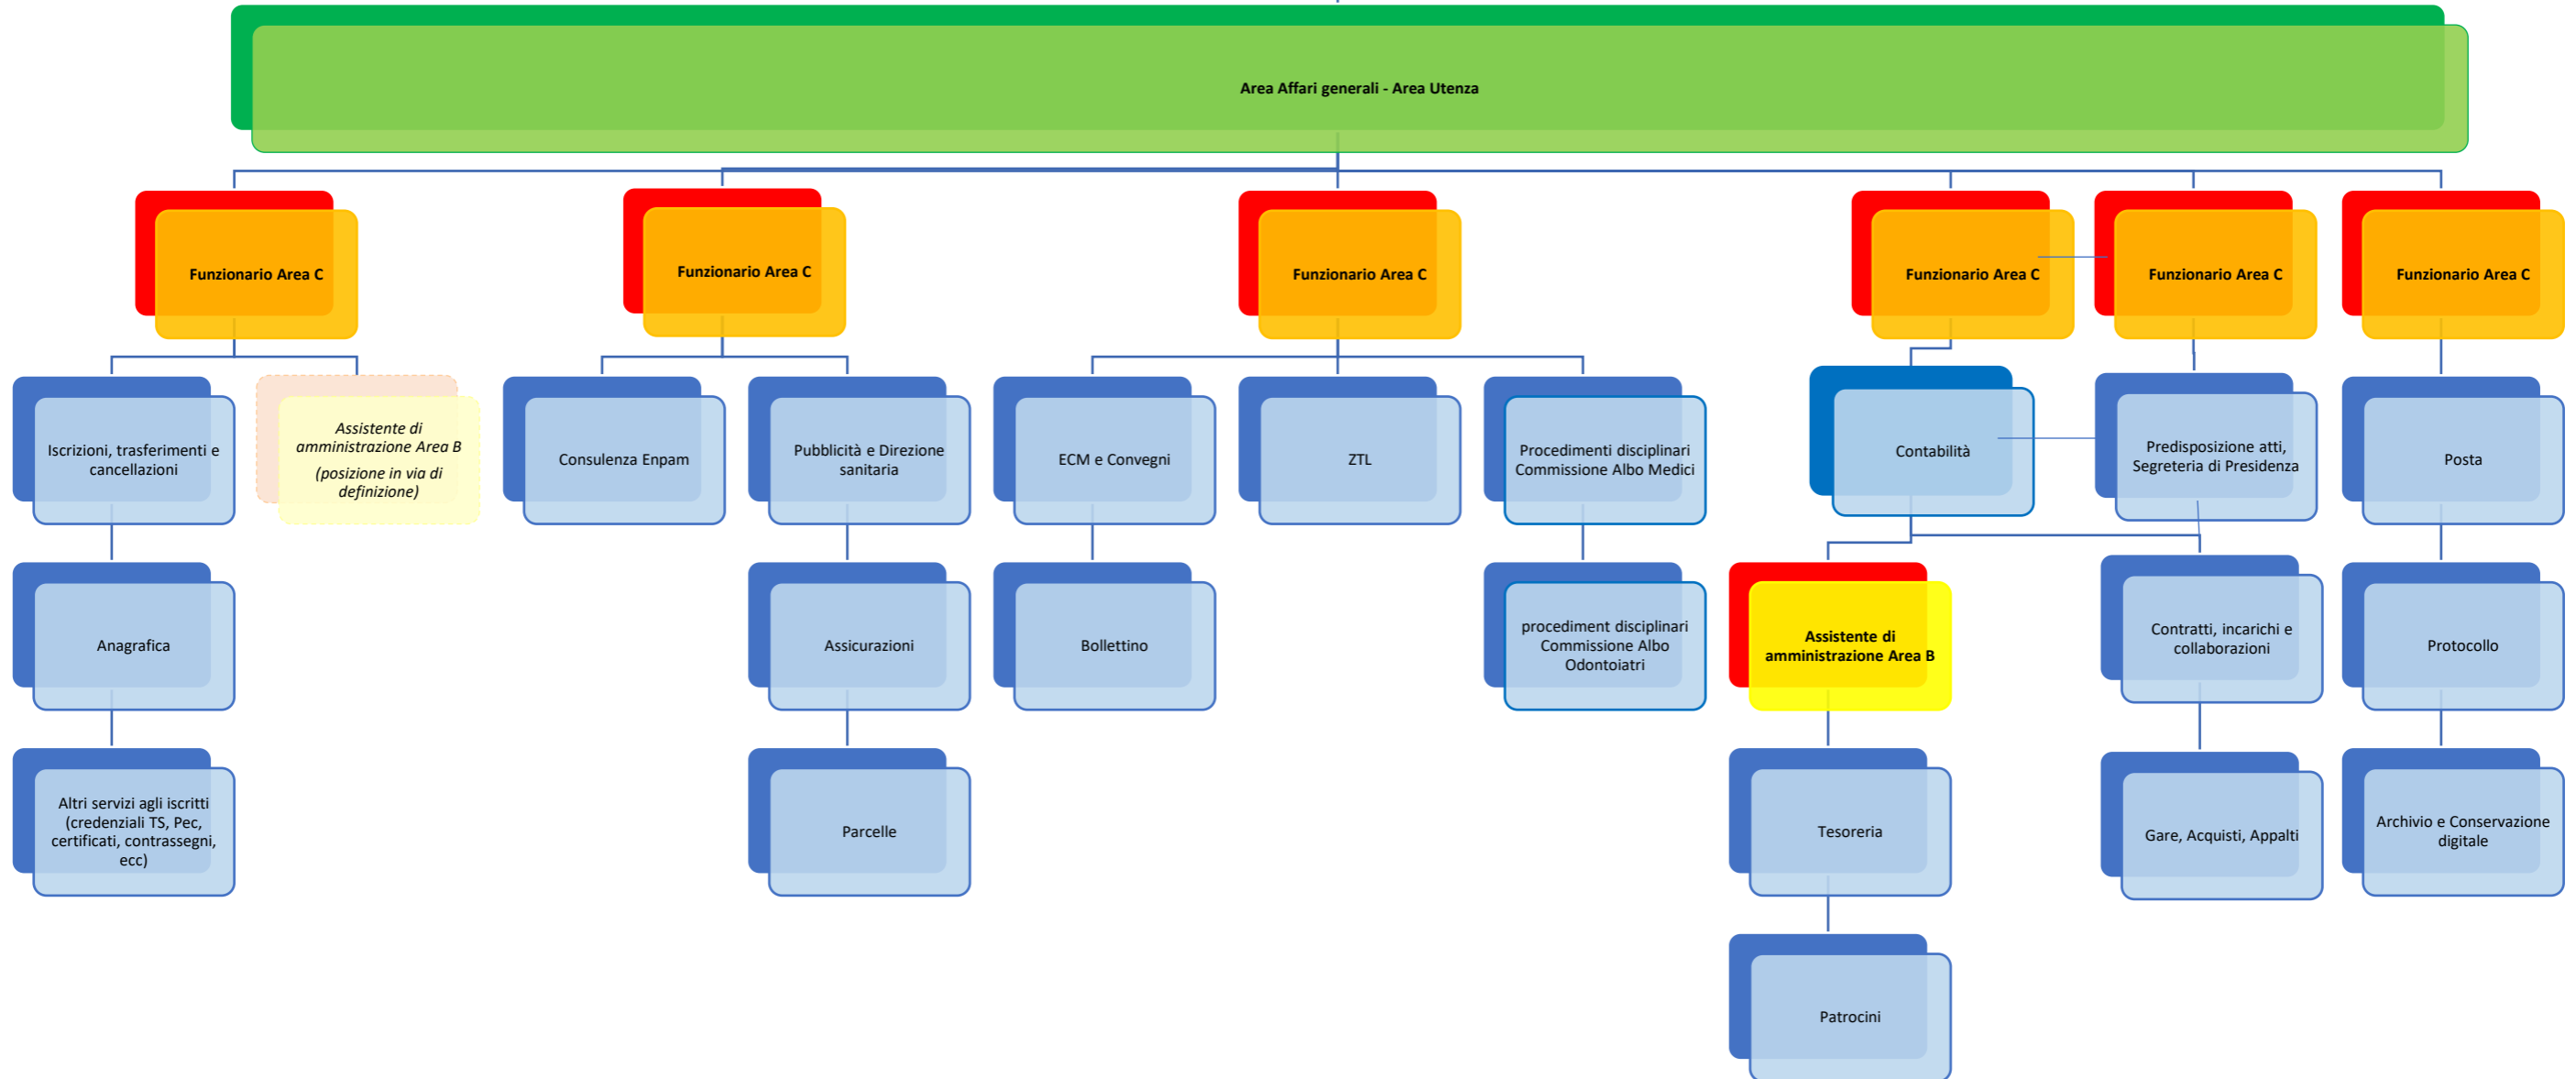 Area Affari generali - Area Utenza
Funzionario Area C
Funzionario Area C
Funzionario Area C
Funzionario Area C
Funzionario Area C
Funzionario Area C
Iscrizioni, trasferimenti e
cancellazioni
Assistente di
amministrazione Area B
(posizione in via di
definizione)
Consulenza Enpam
Pubblicità e Direzione
sanitaria
ECM e Convegni
ZTL
Procedimenti disciplinari
Commissione Albo Medici
Contabilità
Predisposizione atti,
Segreteria di Presidenza
Posta
Anagrafica
Assicurazioni
Bollettino
procediment disciplinari
Commissione Albo
Odontoiatri
Assistente di
amministrazione Area B
Contratti, incarichi e
collaborazioni
Protocollo
Altri servizi agli iscritti
(credenziali TS, Pec,
certificati, contrassegni,
ecc)
Parcelle
Tesoreria
Gare, Acquisti, Appalti
Archivio e Conservazione
digitale
Patrocini